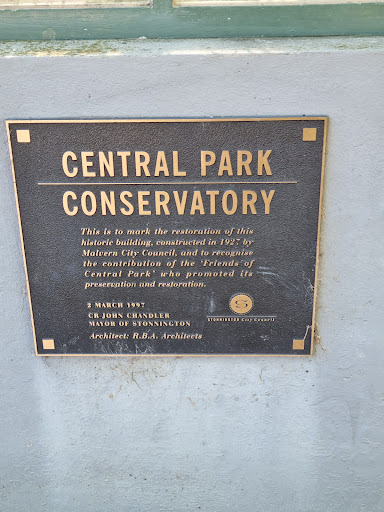 CENTRAL PARK
CONSERVATORY
This is to mark the restoration of this
historic building, constructed in 1927 by
Malvern City Council, and to recognise
the contribution of the 'Friends of
Central Park' who promoted its
preservation and restoration.
2 MARCH 1997
CR JOHN CHANDLER
MAYOR OF STONNINGTON
Architect: R.B.A. Architects
S
STONNINGTON City Council